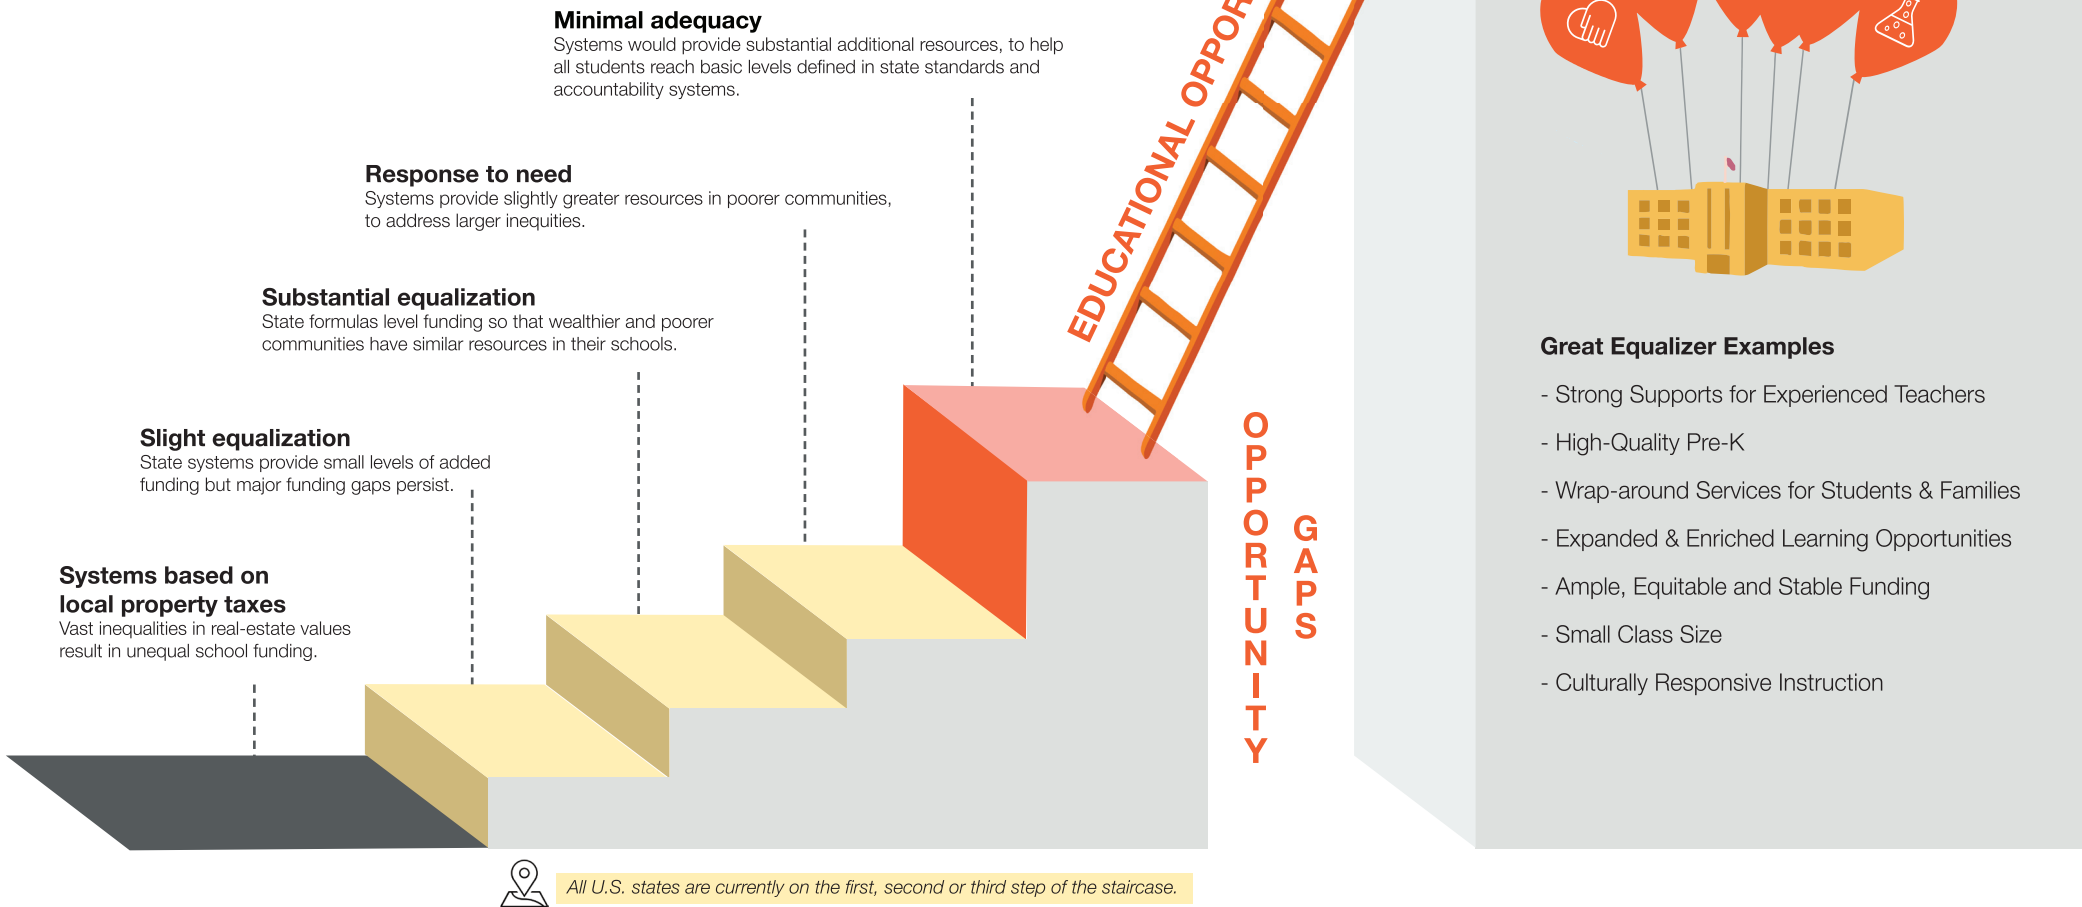 Minimal adequacy
Systems would provide substantial additional resources, to help
all students reach basic levels defined in state standards and
accountability systems.
Response to need
Systems provide slightly greater resources in poorer communities,
to address larger inequities.
Substantial equalization
State formulas level funding so that wealthier and poorer
communities have similar resources in their schools.
Slight equalization
State systems provide small levels of added
funding but major funding gaps persist.
Systems based on
local property taxes
Vast inequalities in real-estate values
result in unequal school funding.
EDUCATIONAL OPPOR
OPPORTUNITY
GAPS
Great Equalizer Examples
- Strong Supports for Experienced Teachers
- High-Quality Pre-K
- Wrap-around Services for Students & Families
- Expanded & Enriched Learning Opportunities
- Ample, Equitable and Stable Funding
- Small Class Size
- Culturally Responsive Instruction
All U.S. states are currently on the first, second or third step of the staircase.